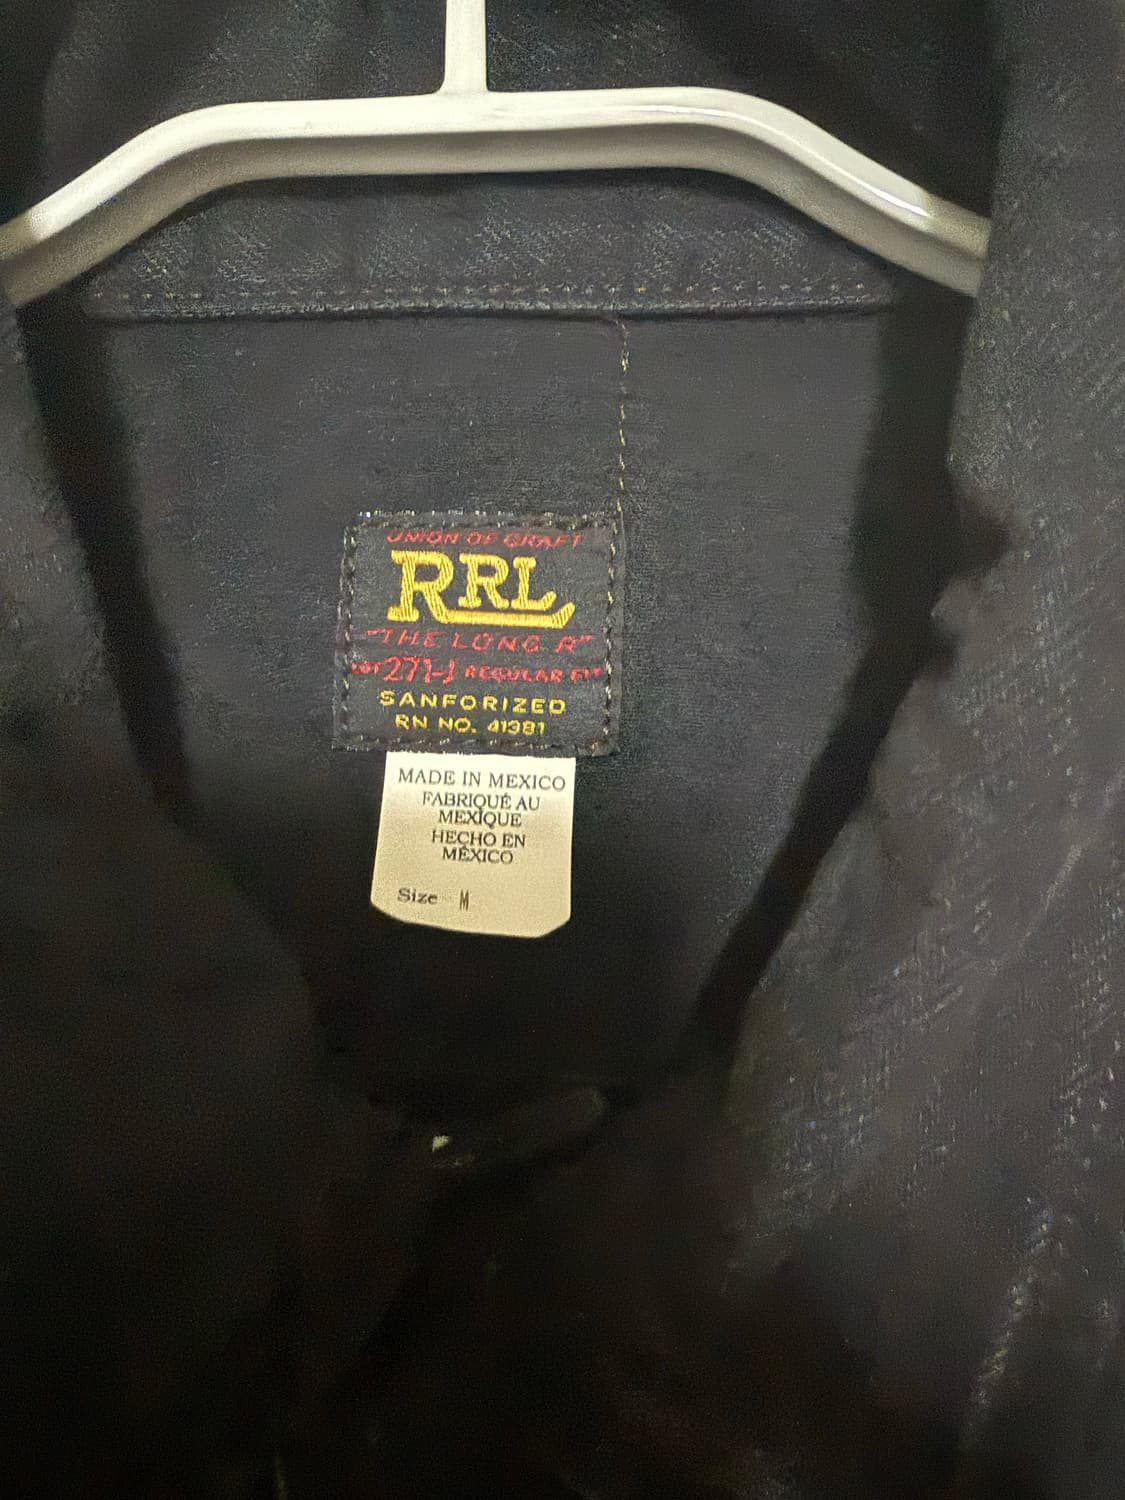 UNION OF CRAFT
RRL
"THE LONG R"
LOT 271-J REGULAR FIT
SANFORIZED
RN NO. 41381
MADE IN MEXICO
FABRIQUÉ AU
MEXIQUE
HECHO EN
MÉXICO
Size M